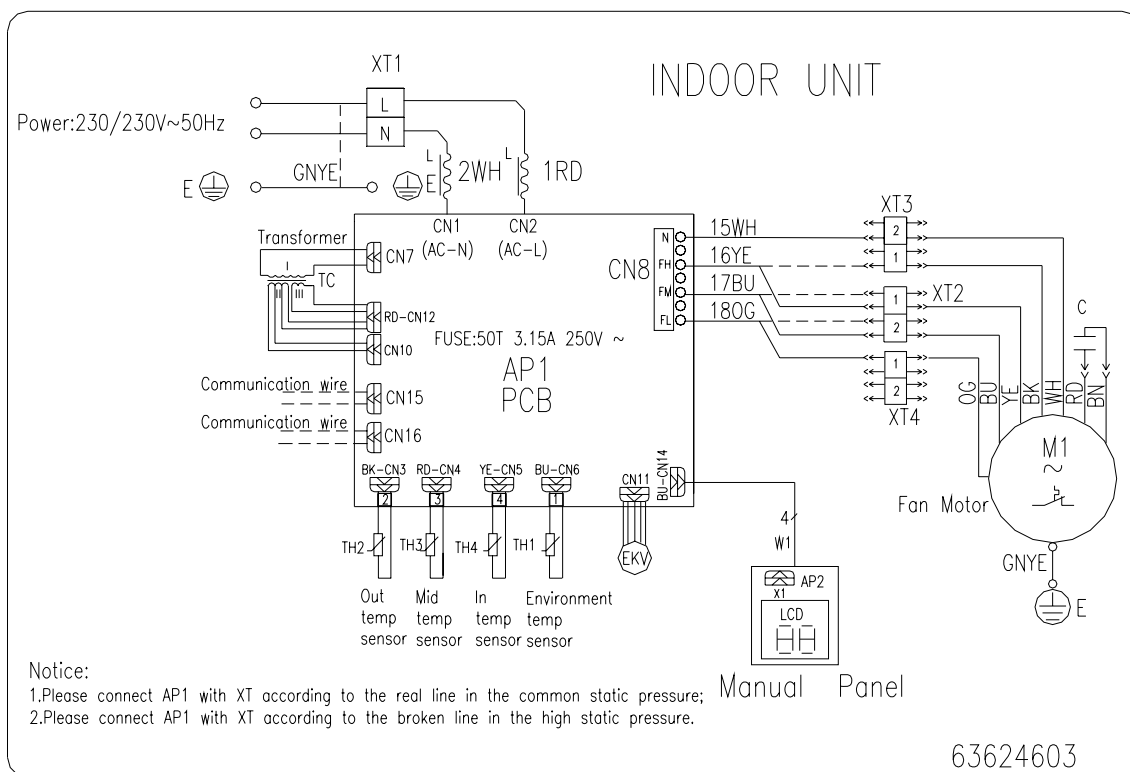 INDOOR UNIT
XT1
L
N
Power:230/230V~50Hz
GNYE
E
L
E
2WH
L
1RD
CN1
(AC-N)
CN2
(AC-L)
Transformer
I
II
III
TC
CN7
RD-CN12
CN10
Communication wire
CN15
Communication wire
CN16
FUSE:50T 3.15A 250V ~
AP1
PCB
CN8
N
FH
FM
FL
15WH
16YE
17BU
18OG
XT3
2
1
1
XT2
2
1
2
XT4
C
OG
BU
YE
BK
WH
RD
BN
M1
~
Fan Motor
GNYE
E
BK-CN3
RD-CN4
YE-CN5
BU-CN6
CN11
BU-CN14
2
3
4
1
TH2
TH3
TH4
TH1
EKV
4
W1
Out
temp
sensor
Mid
temp
sensor
In
temp
sensor
Environment
temp
sensor
AP2
X1
LCD
88
Manual Panel
Notice:
1.Please connect AP1 with XT according to the real line in the common static pressure;
2.Please connect AP1 with XT according to the broken line in the high static pressure.
63624603